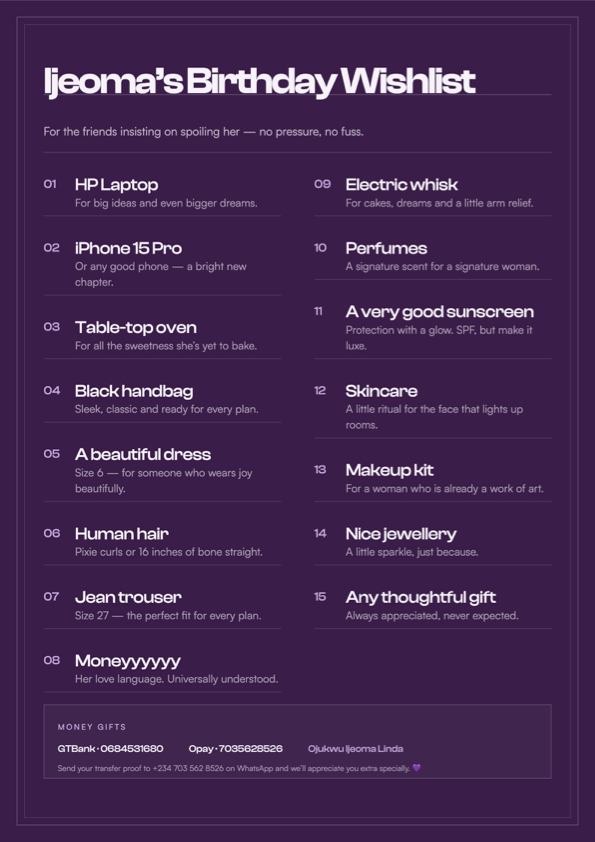 Ijeoma's Birthday Wishlist
For the friends insisting on spoiling her — no pressure, no fuss.
01 HP Laptop
For big ideas and even bigger dreams.
02 iPhone 15 Pro
Or any good phone — a bright new
chapter.
03 Table-top oven
For all the sweetness she's yet to bake.
04 Black handbag
Sleek, classic and ready for every plan.
05 A beautiful dress
Size 6 — for someone who wears joy
beautifully.
06 Human hair
Pixie curls or 16 inches of bone straight.
07 Jean trouser
Size 27 — the perfect fit for every plan.
08 Moneyyyyyy
Her love language. Universally understood.
09 Electric whisk
For cakes, dreams and a little arm relief.
10 Perfumes
A signature scent for a signature woman.
11 A very good sunscreen
Protection with a glow. SPF, but make it
luxe.
12 Skincare
A little ritual for the face that lights up
rooms.
13 Makeup kit
For a woman who is already a work of art.
14 Nice jewellery
A little sparkle, just because.
15 Any thoughtful gift
Always appreciated, never expected.
MONEY GIFTS
GTBank · 0684531680 Opay · 7035628526 Ojukwu Ijeoma Linda
Send your transfer proof to +234 703 562 8526 on WhatsApp and we'll appreciate you extra specially. 💜